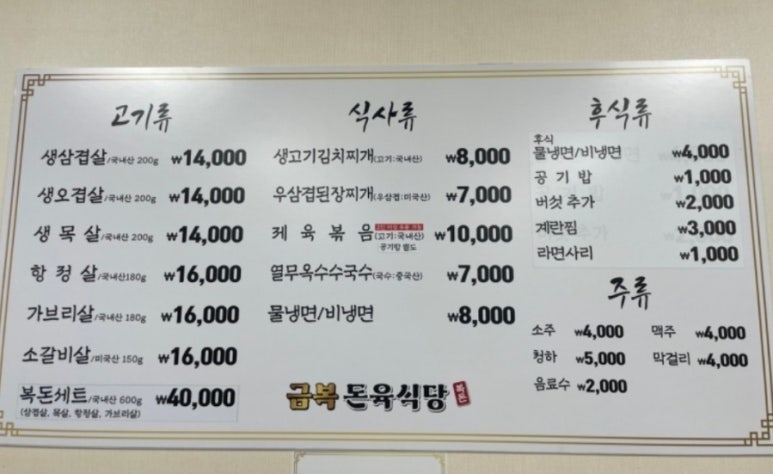 고기류
생삼겹살/국내산 200g ₩14,000
생오겹살/국내산 200g ₩14,000
생목살/국내산 200g ₩14,000
항정살/국내산180g ₩16,000
가브리살/국내산 180g ₩16,000
소갈비살/미국산 150g ₩16,000
복돈세트/국내산 600g ₩40,000
(삼겹살, 목살, 항정살, 가브리살)
식사류
생고기김치찌개(고기:국내산) ₩8,000
우삼겹된장찌개(우삼겹:미국산) ₩7,000
제육볶음 (고기:국내산) ₩10,000
공기밥 별도
열무옥수수국수(국수:중국산) ₩7,000
물냉면/비냉면 ₩8,000
금복 돈육식당
후식류
후식
물냉면/비냉면 ₩4,000
공기밥 ₩1,000
버섯 추가 ₩2,000
계란찜 ₩3,000
라면사리 ₩1,000
주류
소주 ₩4,000 맥주 ₩4,000
청하 ₩5,000 막걸리 ₩4,000
음료수 ₩2,000